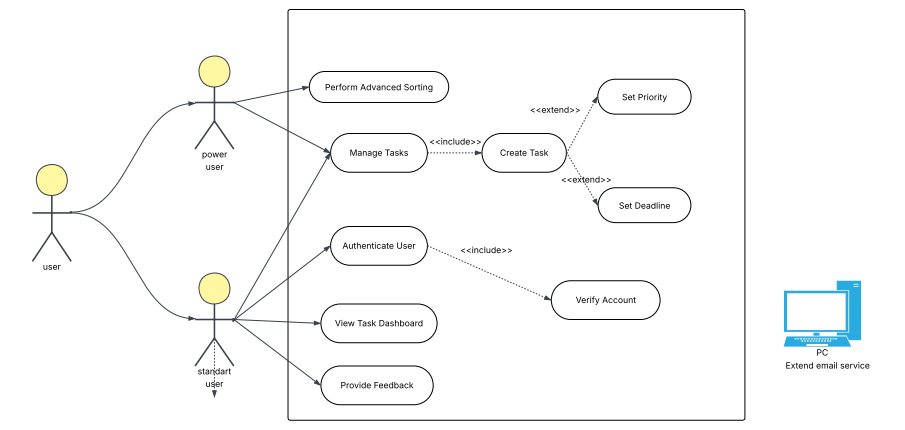 Perform Advanced Sorting
Set Priority
<<extend>>
<<include>>
Manage Tasks
Create Task
power
user
<<extend>>
Set Deadline
user
Authenticate User
<<include>>
Verify Account
View Task Dashboard
PC
Extend email service
standart
user
Provide Feedback